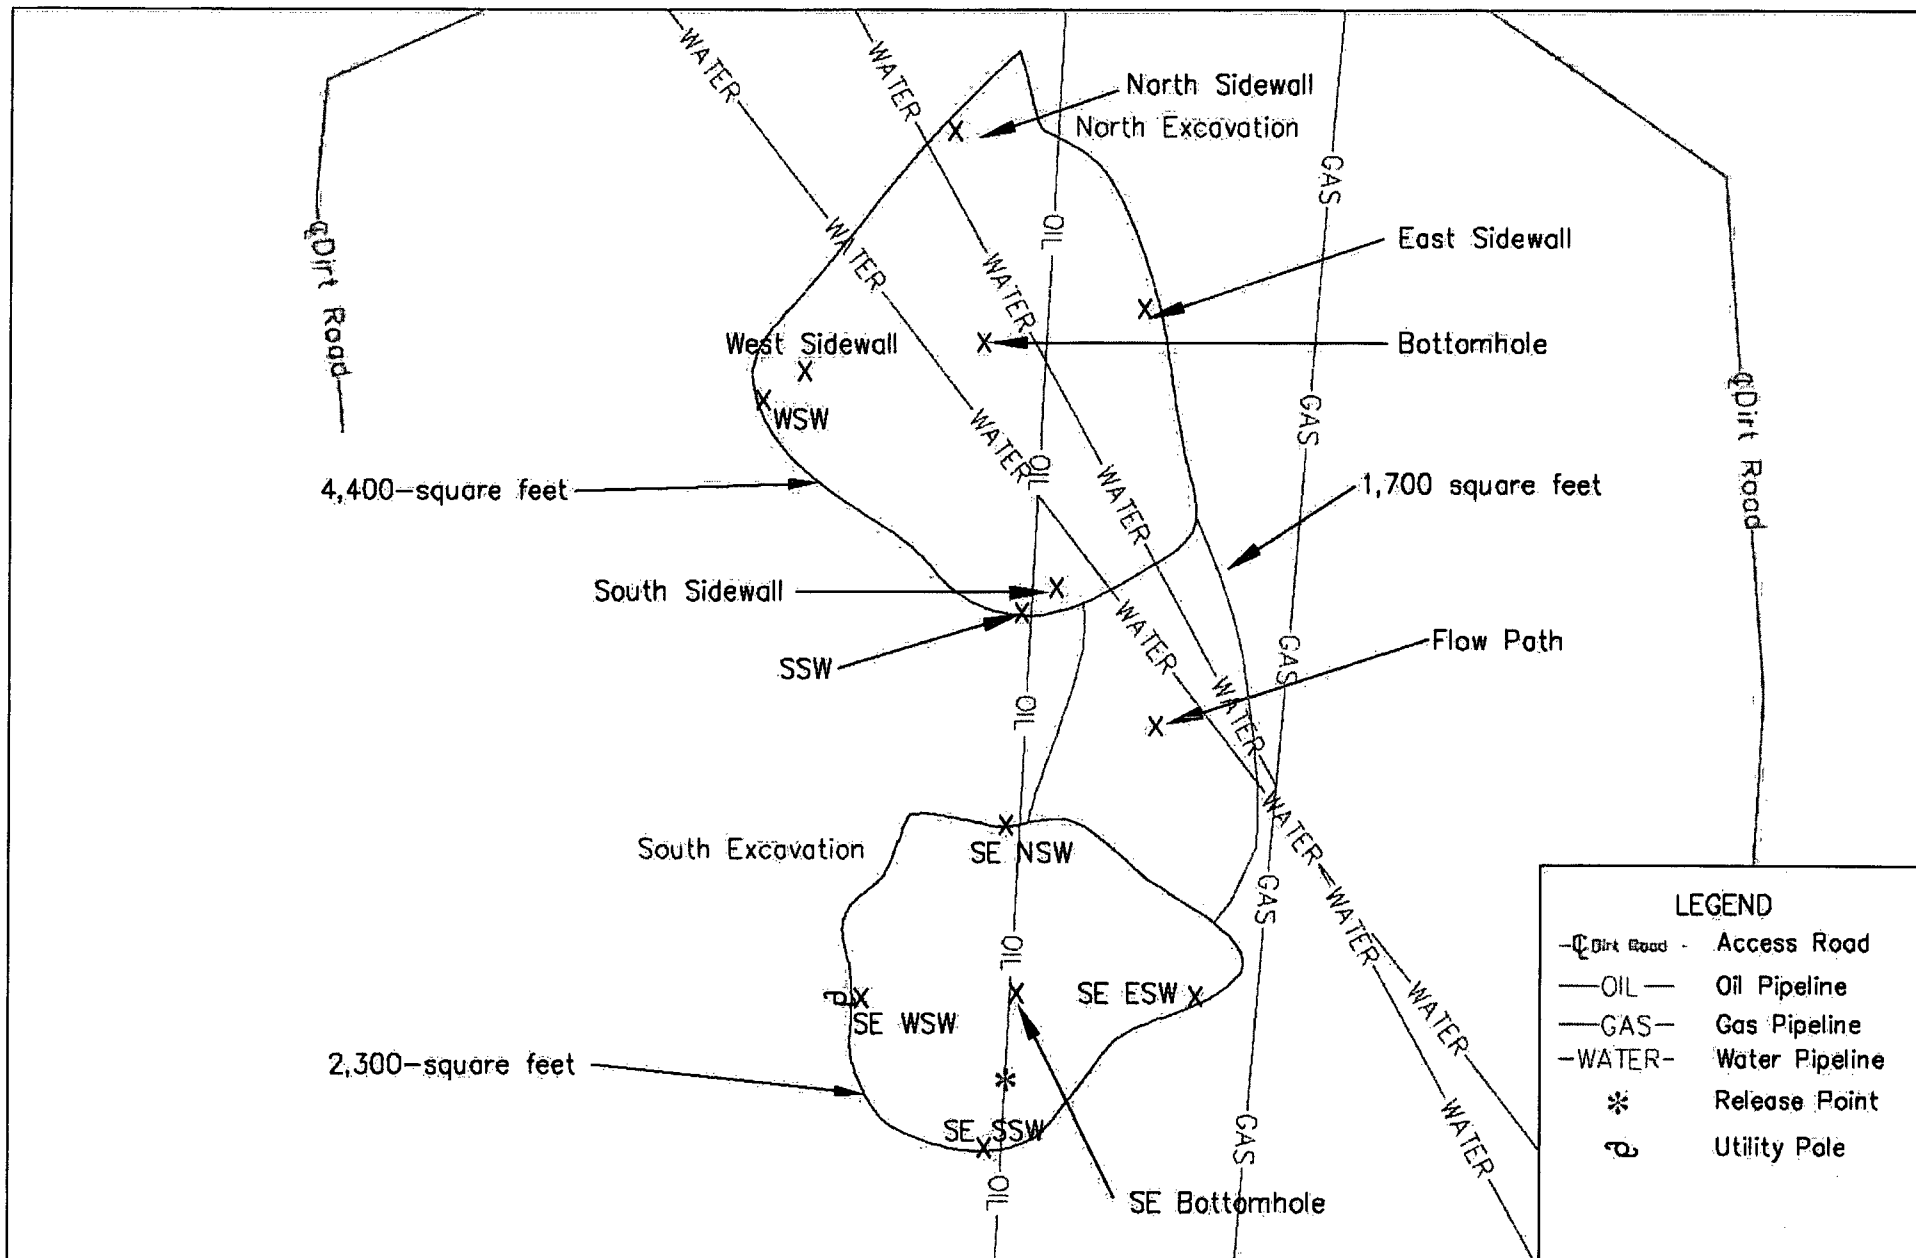 WATER
WATER
North Sidewall
North Excavation
GAS
OIL
WATER
WATER
East Sidewall
℄ Dirt Road
West Sidewall
Bottomhole
WSW
GAS
℄ Dirt Road
WATER
OIL
WATER
4,400-square feet
1,700 square feet
South Sidewall
SSW
WATER
GAS
Flow Path
OIL
WATER
WATER
South Excavation
SE NSW
GAS
WATER
OIL
SE ESW
SE WSW
WATER
2,300-square feet
WATER
SE SSW
GAS
OIL
SE Bottomhole
LEGEND
℄ Dirt Road Access Road
OIL Oil Pipeline
GAS Gas Pipeline
WATER Water Pipeline
* Release Point
Utility Pole